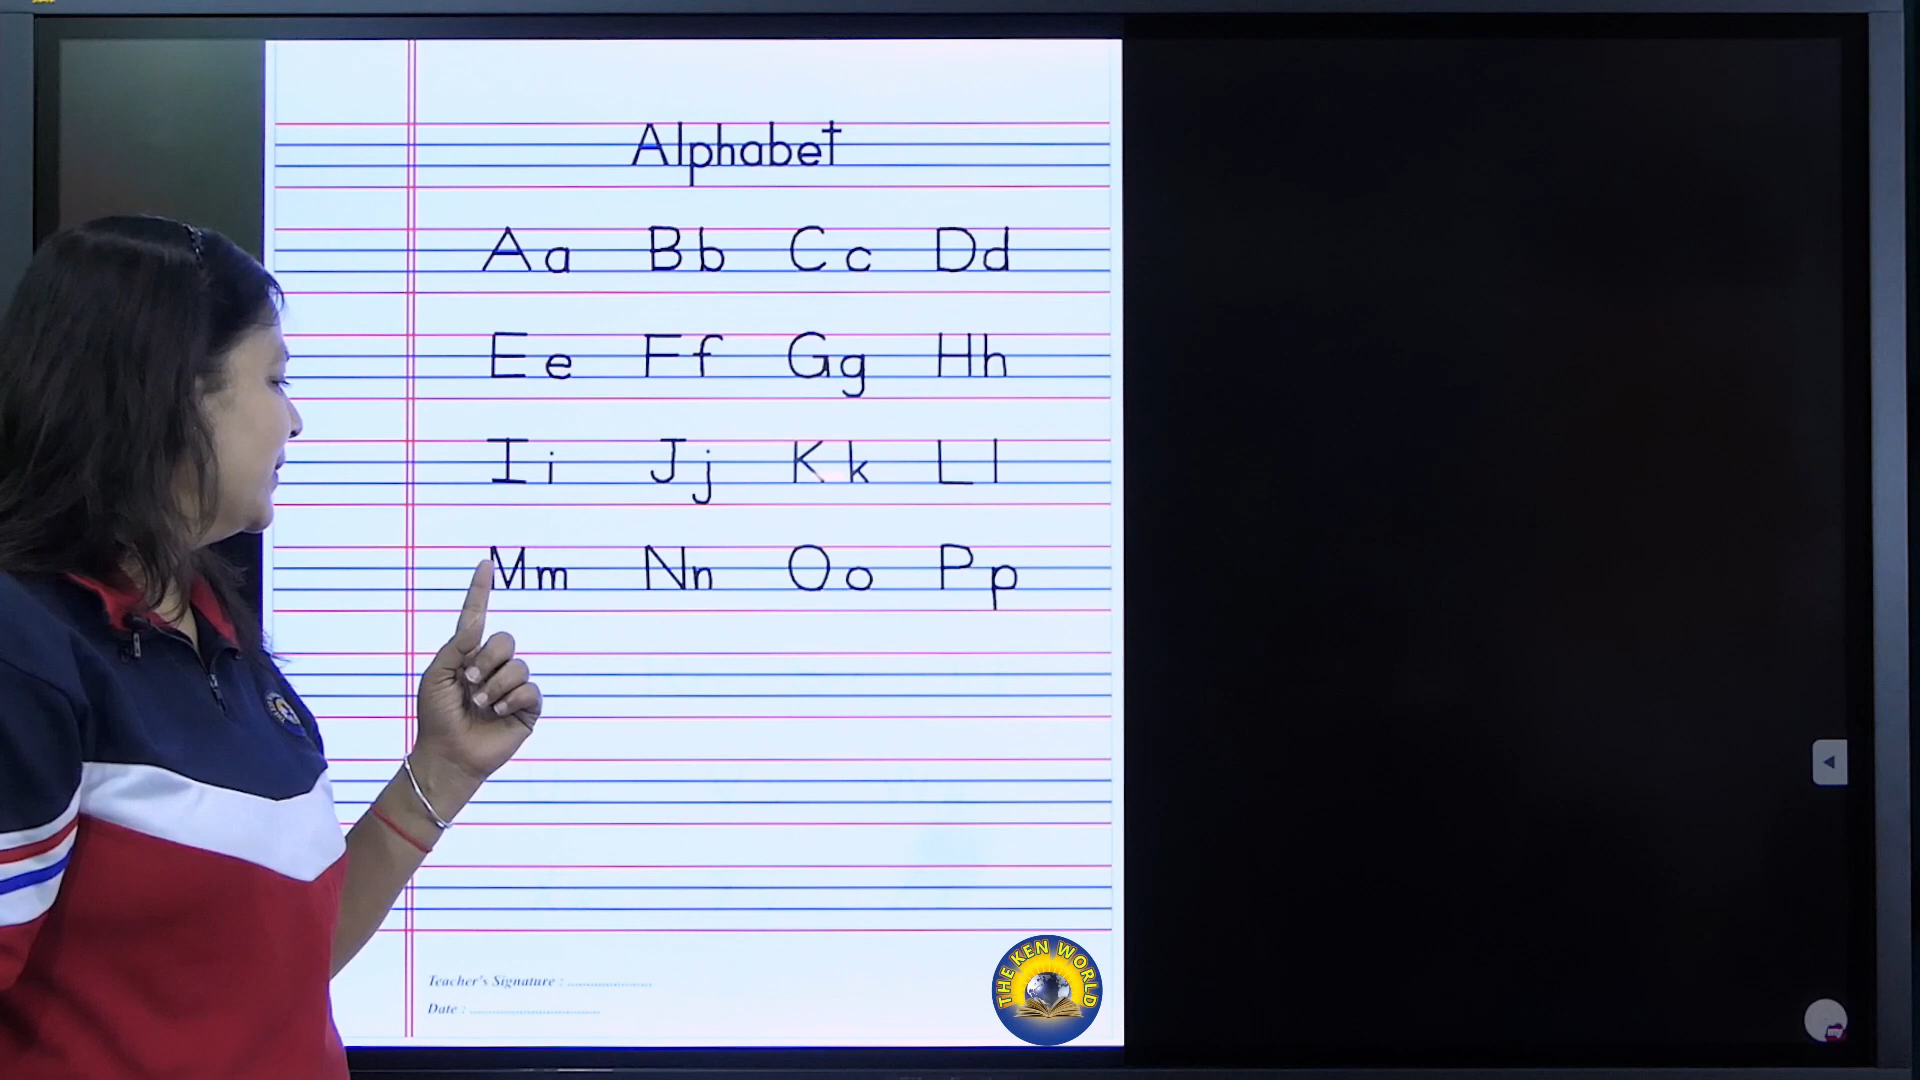 Alphabet
Aa Bb Cc Dd
Ee Ff Gg Hh
Ii Jj Kk Ll
Mm Nn Oo Pp
Teacher's Signature : ........................
Date : ....................................
THE KEN WORLD